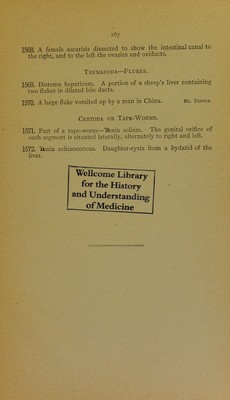 167
1568. A female ascarisis dissected to show the intestinal canal to
the right, and to the left the ovaries and oviducts.
TREMATODA—FLUKES.
1569. Distoma hepaticum. A portion of a sheep's liver containing
two flukes in dilated bile ducts.
1570. A large fluke vomited up by a man in China. MR.
CESTODA OR TAPE-WORMS.
1571. Part of a tape-worm—Tænia solium. The genital orifice of
each segment is situated laterally, alternately to right and left.
1572. Tænia echinococcus. Daughter-cysts from a hydatid of the
liver.
Wellcome Library
for the History
and Understanding
of Medicine